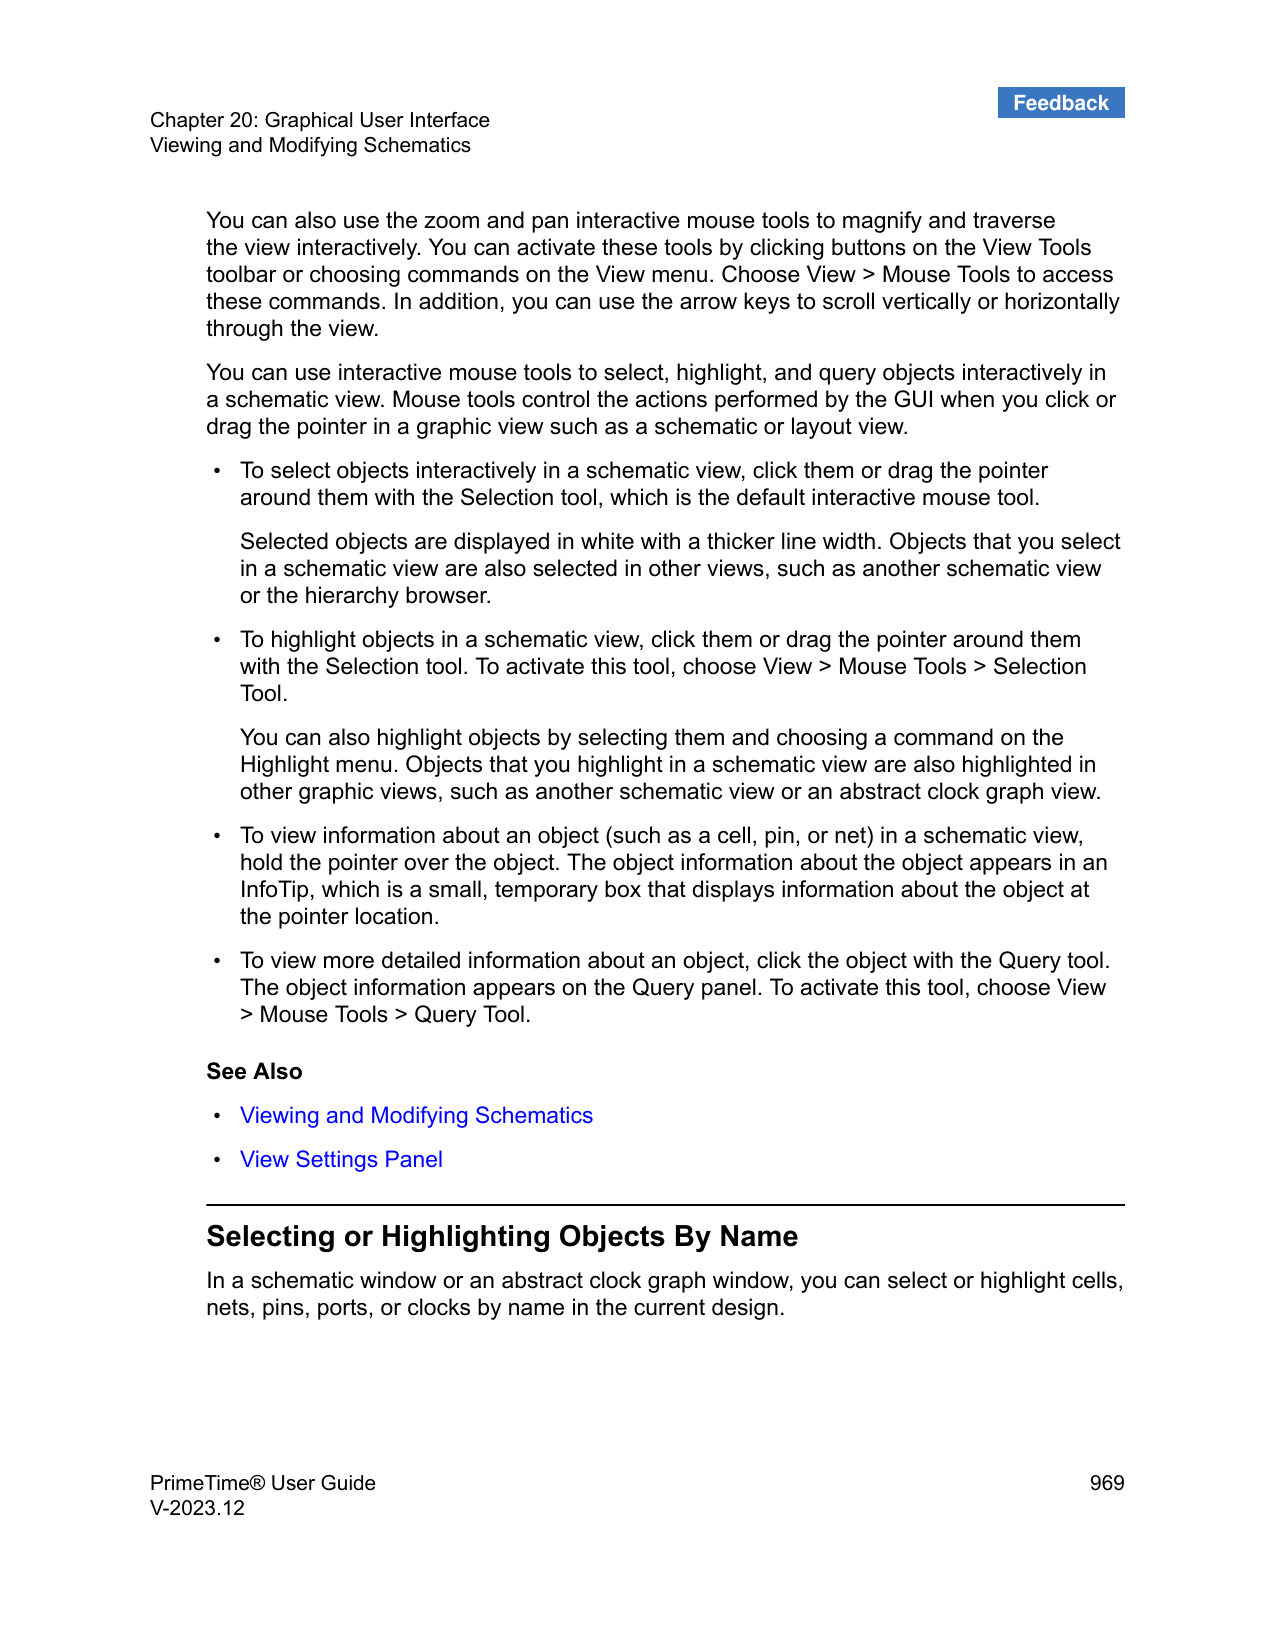 Feedback
Chapter 20: Graphical User Interface
Viewing and Modifying Schematics
You can also use the zoom and pan interactive mouse tools to magnify and traverse
the view interactively. You can activate these tools by clicking buttons on the View Tools
toolbar or choosing commands on the View menu. Choose View > Mouse Tools to access
these commands. In addition, you can use the arrow keys to scroll vertically or horizontally
through the view.
You can use interactive mouse tools to select, highlight, and query objects interactively in
a schematic view. Mouse tools control the actions performed by the GUI when you click or
drag the pointer in a graphic view such as a schematic or layout view.
• To select objects interactively in a schematic view, click them or drag the pointer
around them with the Selection tool, which is the default interactive mouse tool.
Selected objects are displayed in white with a thicker line width. Objects that you select
in a schematic view are also selected in other views, such as another schematic view
or the hierarchy browser.
• To highlight objects in a schematic view, click them or drag the pointer around them
with the Selection tool. To activate this tool, choose View > Mouse Tools > Selection
Tool.
You can also highlight objects by selecting them and choosing a command on the
Highlight menu. Objects that you highlight in a schematic view are also highlighted in
other graphic views, such as another schematic view or an abstract clock graph view.
• To view information about an object (such as a cell, pin, or net) in a schematic view,
hold the pointer over the object. The object information about the object appears in an
InfoTip, which is a small, temporary box that displays information about the object at
the pointer location.
• To view more detailed information about an object, click the object with the Query tool.
The object information appears on the Query panel. To activate this tool, choose View
> Mouse Tools > Query Tool.
See Also
• Viewing and Modifying Schematics
• View Settings Panel
Selecting or Highlighting Objects By Name
In a schematic window or an abstract clock graph window, you can select or highlight cells,
nets, pins, ports, or clocks by name in the current design.
PrimeTime® User Guide 969
V-2023.12